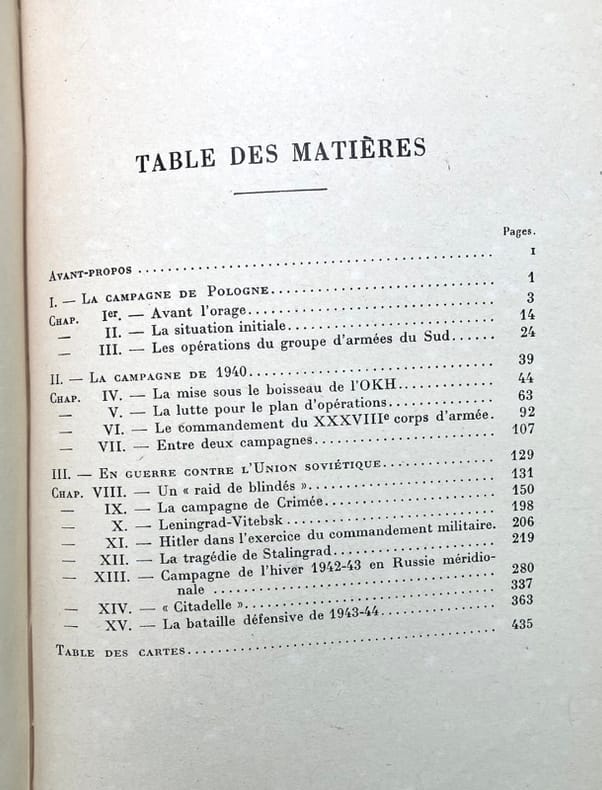 TABLE DES MATIÈRES
Pages.
AVANT-PROPOS .......... I
I. — LA CAMPAGNE DE POLOGNE .......... 1
CHAP. Ier. — Avant l'orage .......... 3
— II. — La situation initiale .......... 14
— III. — Les opérations du groupe d'armées du Sud .......... 24
II. — LA CAMPAGNE DE 1940 .......... 39
CHAP. IV. — La mise sous le boisseau de l'OKH .......... 44
— V. — La lutte pour le plan d'opérations .......... 63
— VI. — Le commandement du XXXVIIIe corps d'armée. 92
— VII. — Entre deux campagnes .......... 107
III. — EN GUERRE CONTRE L'UNION SOVIÉTIQUE .......... 129
CHAP. VIII. — Un « raid de blindés » .......... 131
— IX. — La campagne de Crimée .......... 150
— X. — Leningrad-Vitebsk .......... 198
— XI. — Hitler dans l'exercice du commandement militaire. 206
— XII. — La tragédie de Stalingrad .......... 219
— XIII. — Campagne de l'hiver 1942-43 en Russie méridio-
nale .......... 280
— XIV. — « Citadelle » .......... 337
— XV. — La bataille défensive de 1943-44 .......... 363
TABLE DES CARTES .......... 435